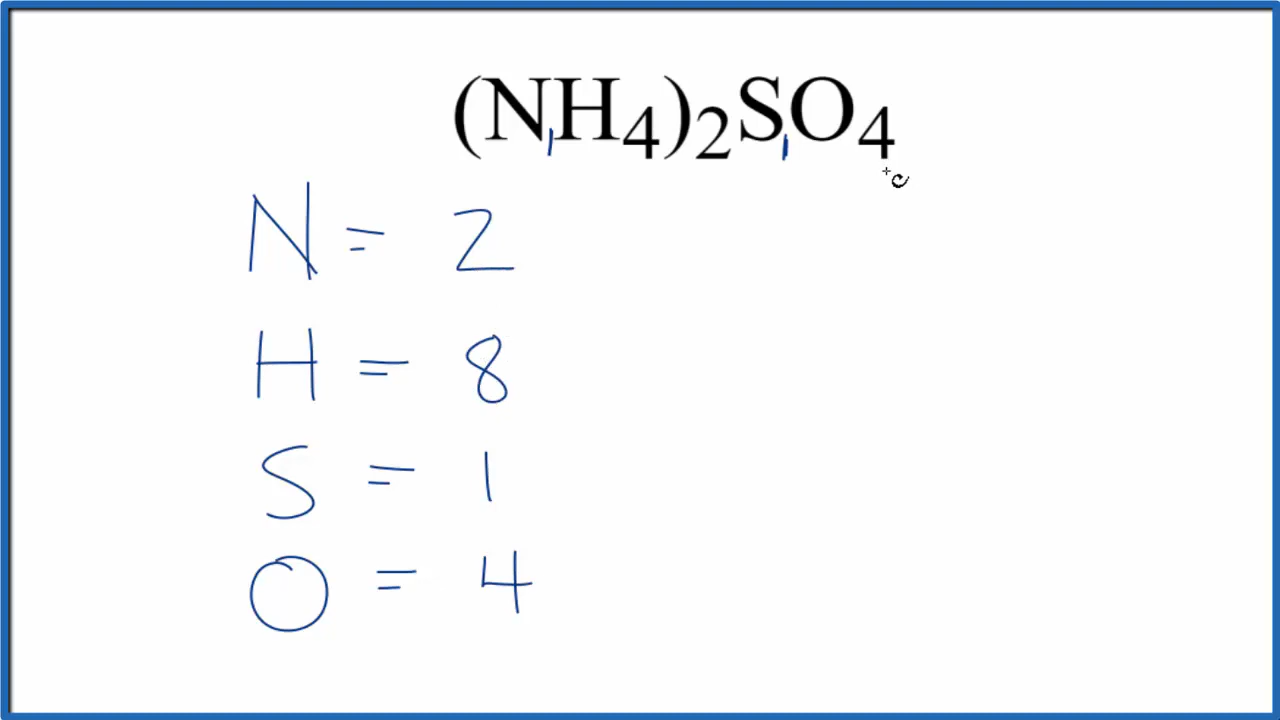 (NH₄)₂SO₄
N = 2
H = 8
S = 1
O = 4